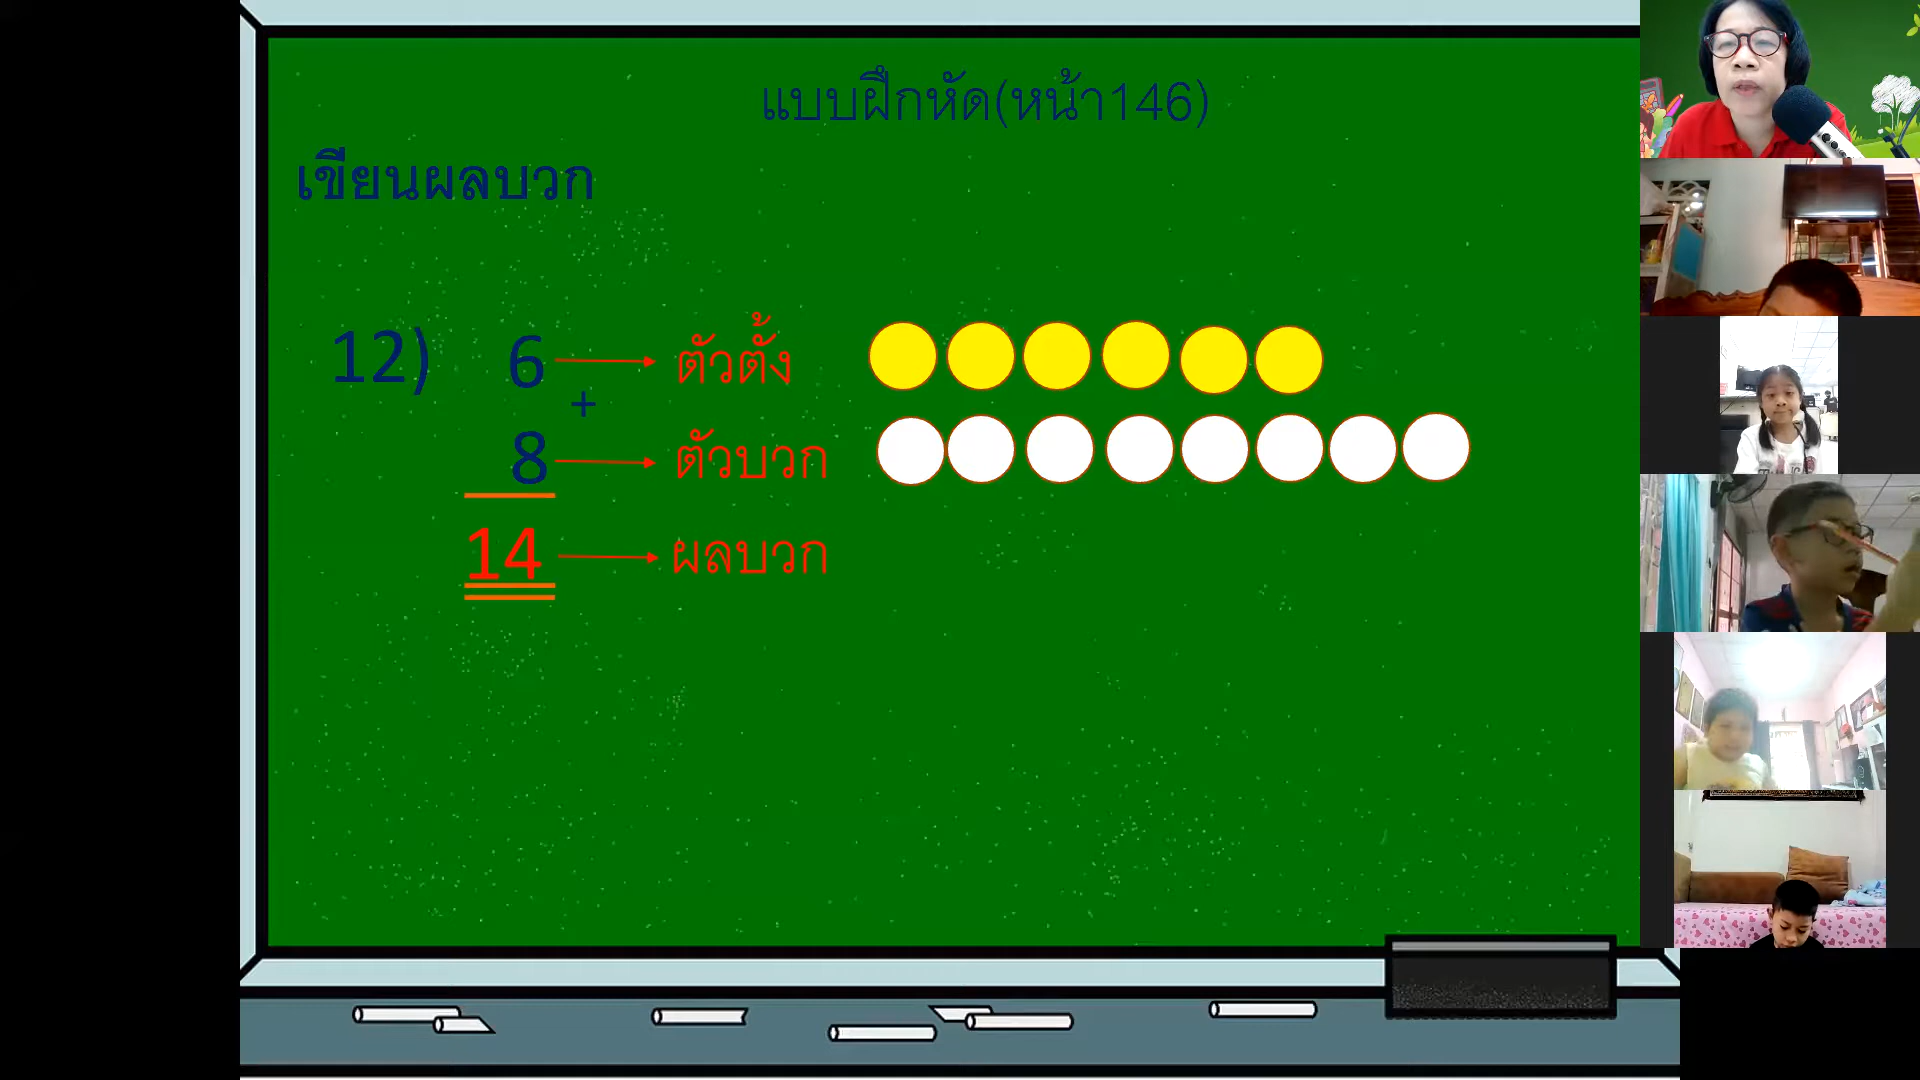 แบบฝึกหัด(หน้า146)
เขียนผลบวก
12) 6 ตัวตั้ง
+
8 ตัวบวก
14 ผลบวก